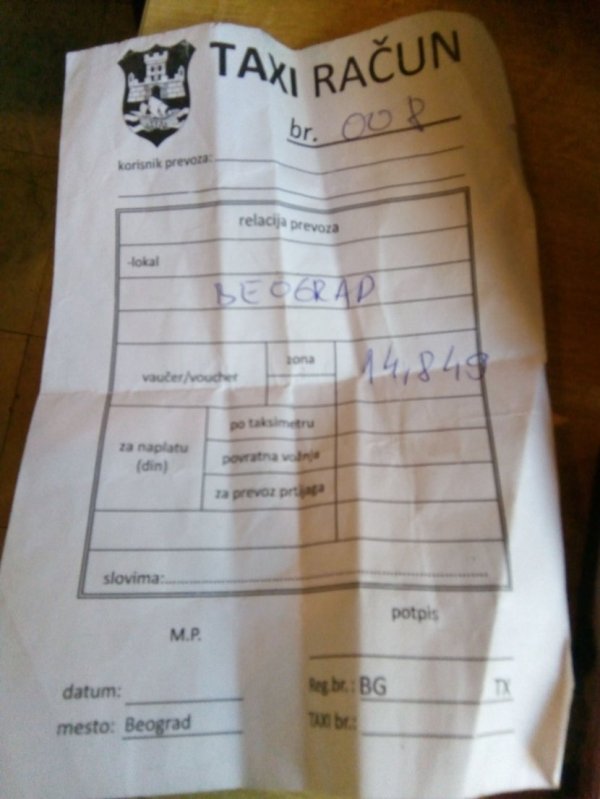 TAXI RAČUN
br. 008
korisnik prevoza:
relacija prevoza
-lokal
BEOGRAD
vaučer/voucher
zona
14,849
za naplatu
(din)
po taksimetru
povratna vožnja
za prevoz prtljaga
slovima:
potpis
M.P.
datum:
Reg.br.: BG TX
mesto: Beograd
TAXI br.: